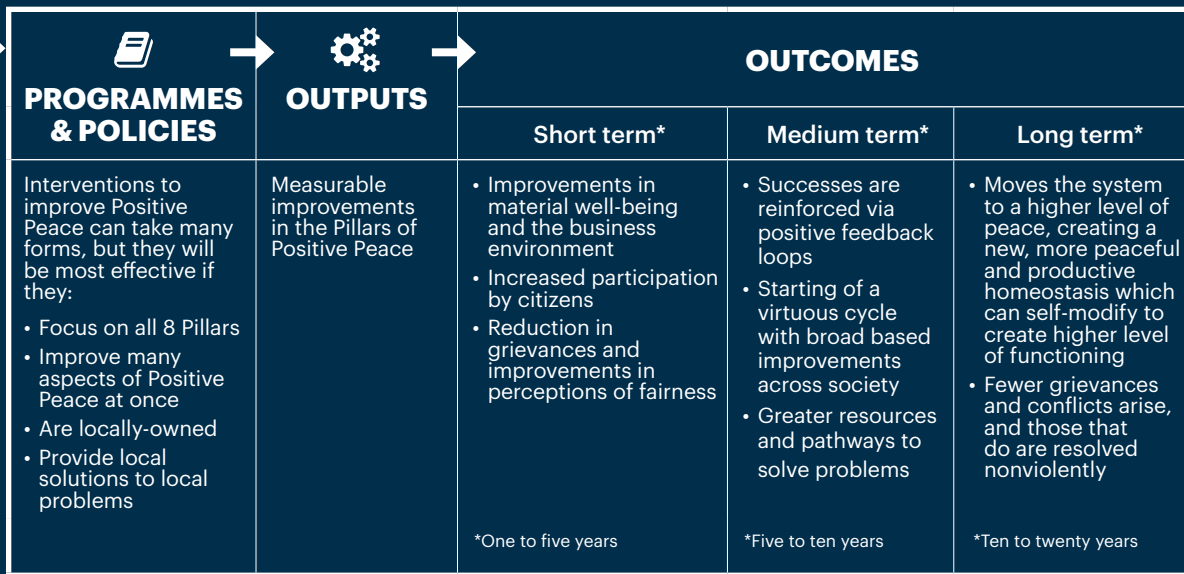 PROGRAMMES
& POLICIES
OUTPUTS
OUTCOMES
Short term*
Medium term*
Long term*
Interventions to
improve Positive
Peace can take many
forms, but they will
be most effective if
they:
• Focus on all 8 Pillars
• Improve many
aspects of Positive
Peace at once
• Are locally-owned
• Provide local
solutions to local
problems
Measurable
improvements
in the Pillars of
Positive Peace
• Improvements in
material well-being
and the business
environment
• Increased participation
by citizens
• Reduction in
grievances and
improvements in
perceptions of fairness
*One to five years
• Successes are
reinforced via
positive feedback
loops
• Starting of a
virtuous cycle
with broad based
improvements
across society
• Greater resources
and pathways to
solve problems
*Five to ten years
• Moves the system
to a higher level of
peace, creating a
new, more peaceful
and productive
homeostasis which
can self-modify to
create higher level
of functioning
• Fewer grievances
and conflicts arise,
and those that
do are resolved
nonviolently
*Ten to twenty years